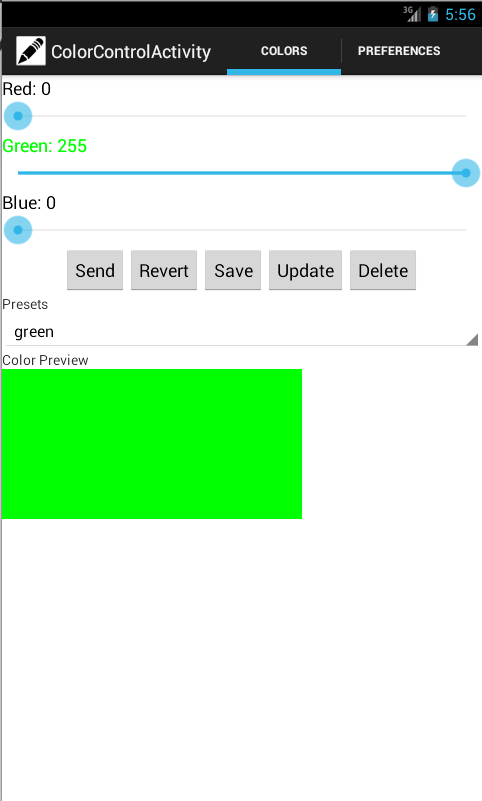 3G 5:56
ColorControlActivity COLORS PREFERENCES
Red: 0
Green: 255
Blue: 0
Send Revert Save Update Delete
Presets
green
Color Preview